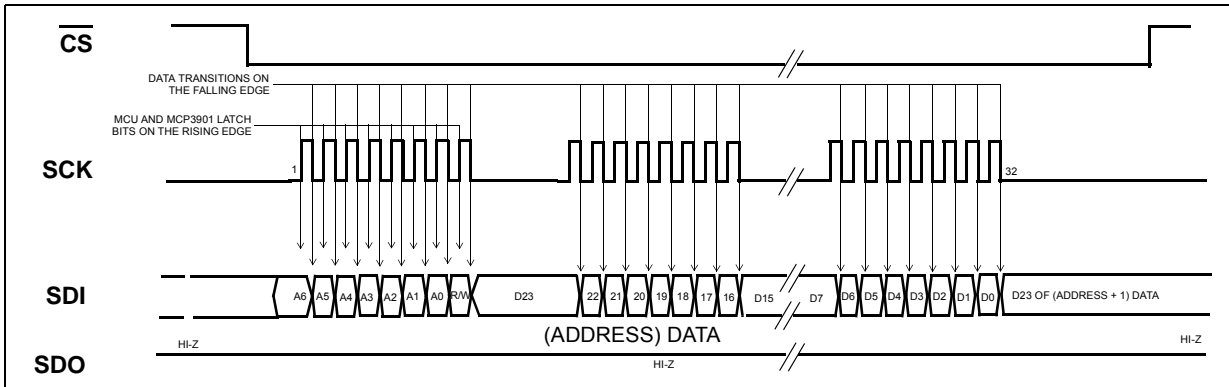 CS
DATA TRANSITIONS ON
THE FALLING EDGE
MCU AND MCP3901 LATCH
BITS ON THE RISING EDGE
SCK
1
32
SDI
A6 A5 A4 A3 A2 A1 A0 R/W D23 22 21 20 19 18 17 16 D15 D7 D6 D5 D4 D3 D2 D1 D0 D23 OF (ADDRESS + 1) DATA
(ADDRESS) DATA
HI-Z
HI-Z
SDO
HI-Z